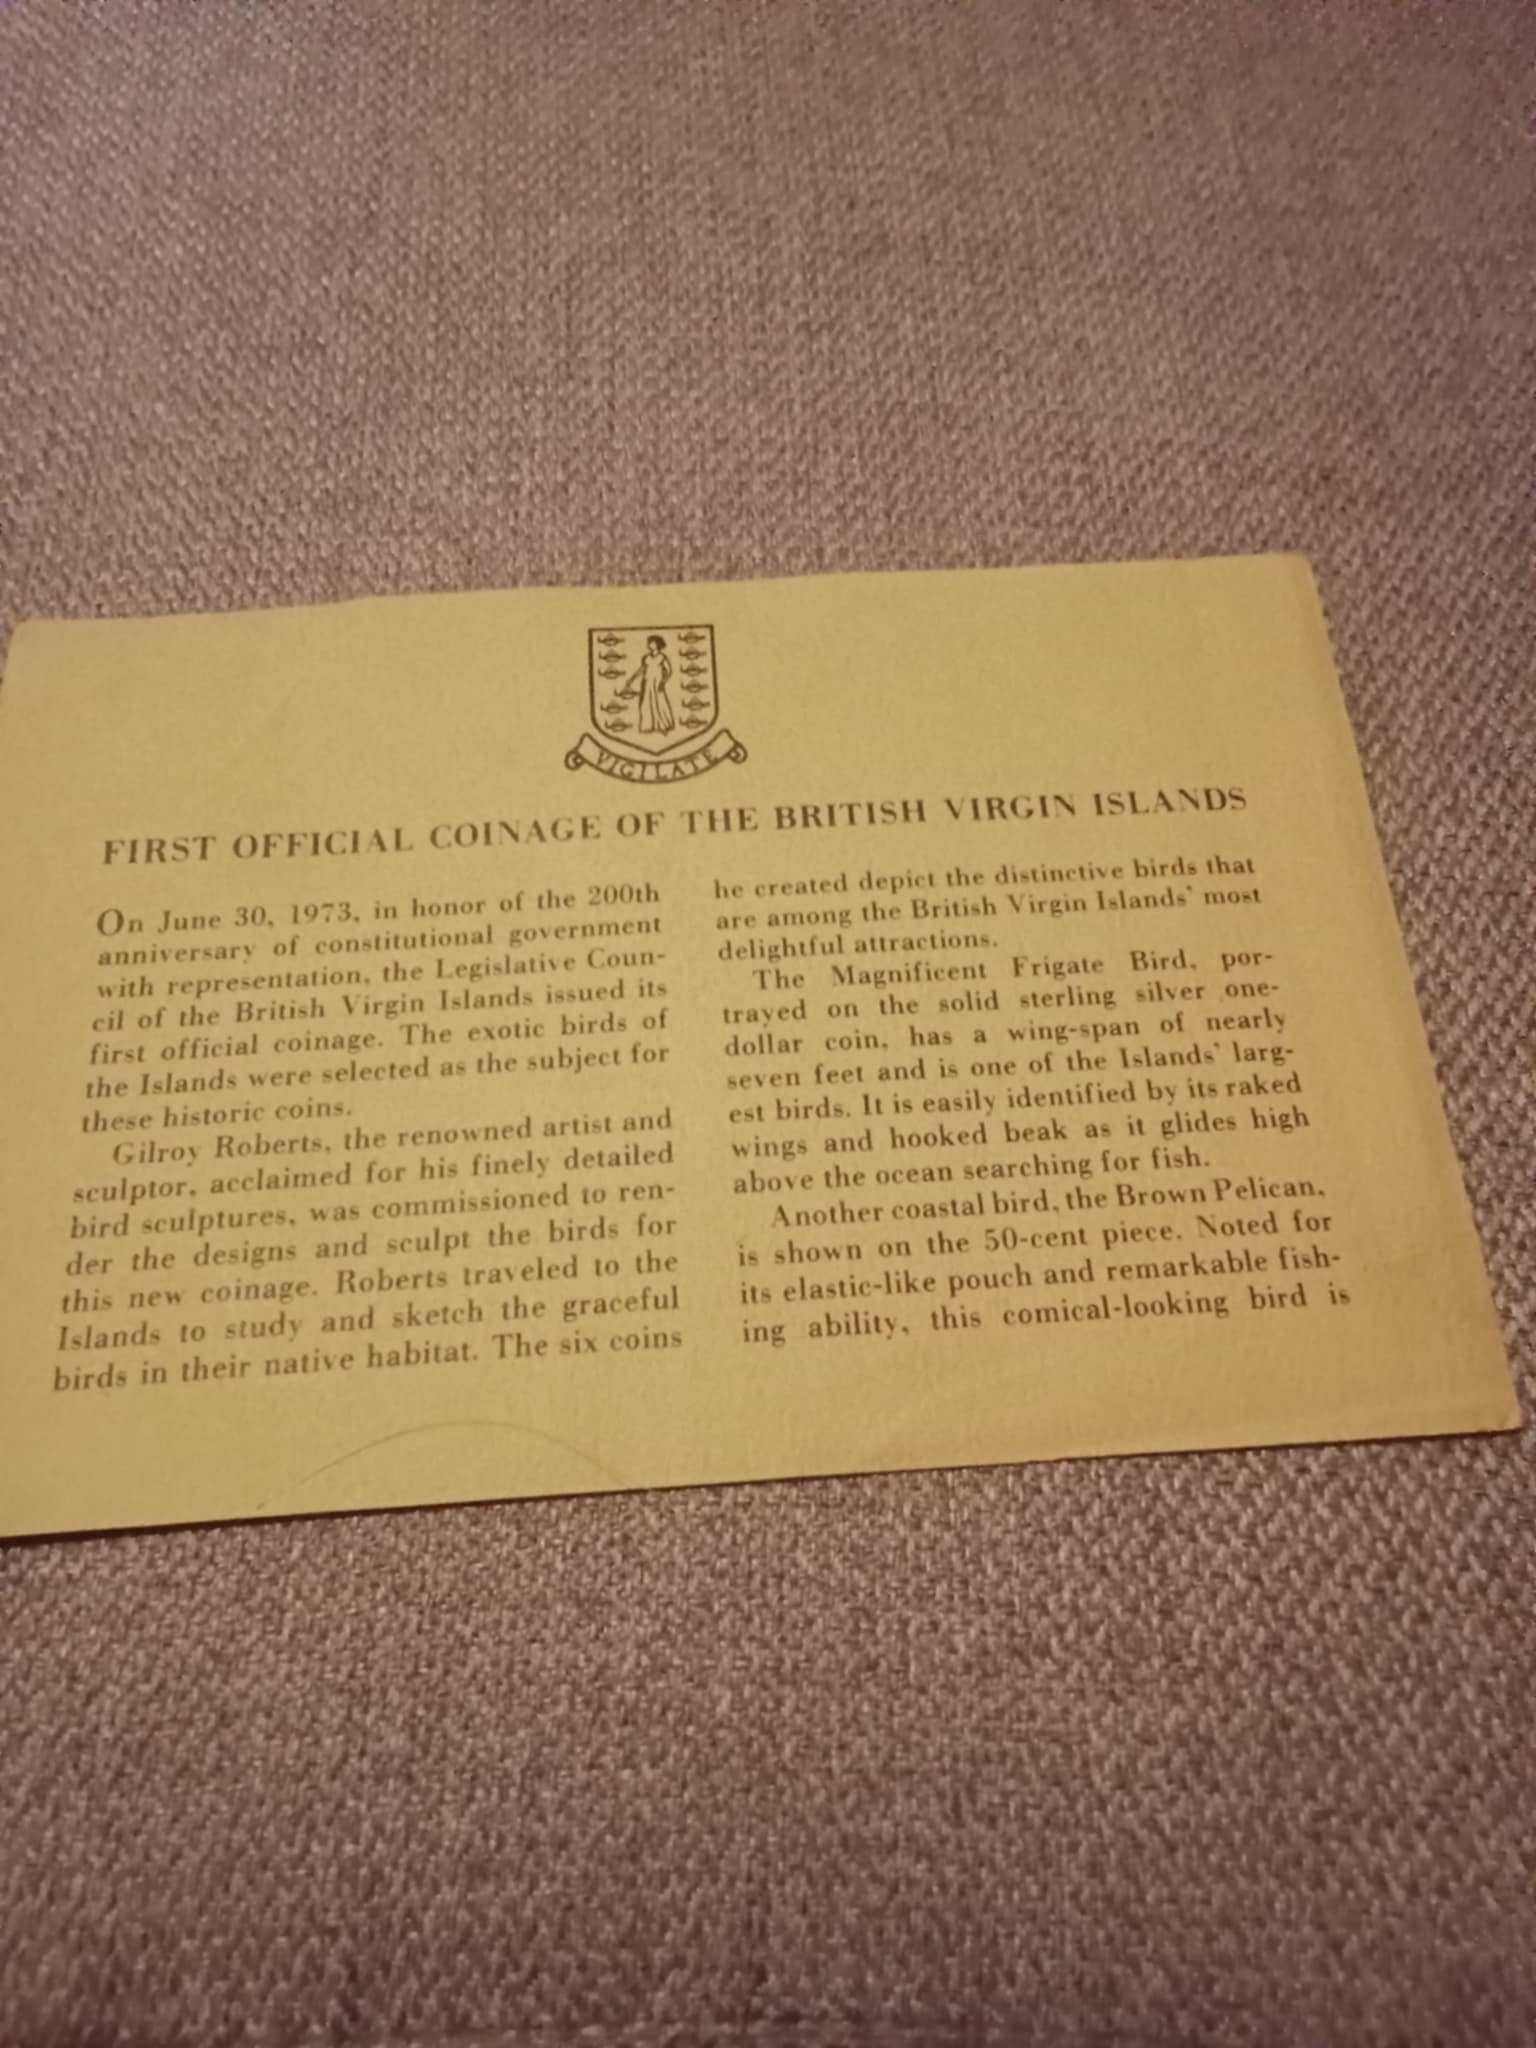 VIGILATE
FIRST OFFICIAL COINAGE OF THE BRITISH VIRGIN ISLANDS
On June 30, 1973, in honor of the 200th
anniversary of constitutional government
with representation, the Legislative Coun-
cil of the British Virgin Islands issued its
first official coinage. The exotic birds of
the Islands were selected as the subject for
these historic coins.
Gilroy Roberts, the renowned artist and
sculptor, acclaimed for his finely detailed
bird sculptures, was commissioned to ren-
der the designs and sculpt the birds for
this new coinage. Roberts traveled to the
Islands to study and sketch the graceful
birds in their native habitat. The six coins
he created depict the distinctive birds that
are among the British Virgin Islands' most
delightful attractions.
The Magnificent Frigate Bird, por-
trayed on the solid sterling silver one-
dollar coin, has a wing-span of nearly
seven feet and is one of the Islands' larg-
est birds. It is easily identified by its raked
wings and hooked beak as it glides high
above the ocean searching for fish.
Another coastal bird, the Brown Pelican,
is shown on the 50-cent piece. Noted for
its elastic-like pouch and remarkable fish-
ing ability, this comical-looking bird is